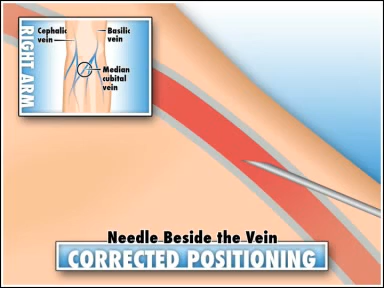 RIGHT ARM
Cephalic
vein
Basilic
vein
Median
cubital
vein
Needle Beside the Vein
CORRECTED POSITIONING